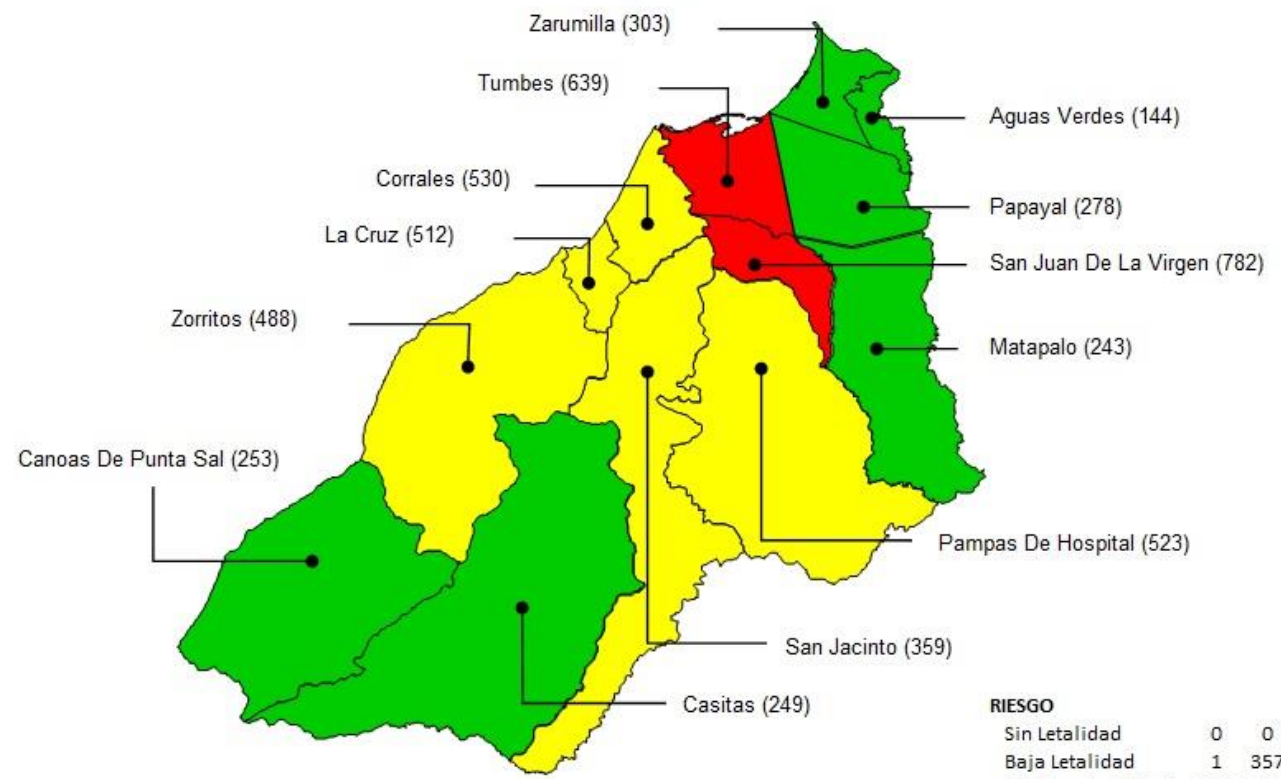 Zarumilla (303)
Tumbes (639)
Aguas Verdes (144)
Corrales (530)
Papayal (278)
La Cruz (512)
San Juan De La Virgen (782)
Zorritos (488)
Matapalo (243)
Canoas De Punta Sal (253)
Pampas De Hospital (523)
San Jacinto (359)
Casitas (249)
RIESGO
Sin Letalidad 0 0
Baja Letalidad 1 357